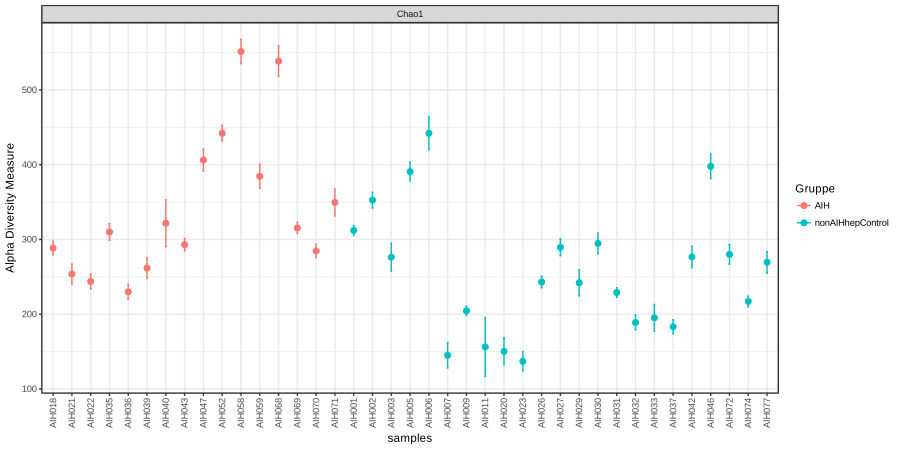 Chao1
Alpha Diversity Measure
500
400
300
200
100
AIH018 AIH021 AIH022 AIH035 AIH036 AIH039 AIH040 AIH043 AIH047 AIH052 AIH058 AIH059 AIH068 AIH069 AIH070 AIH071 AIH001 AIH002 AIH003 AIH005 AIH006 AIH007 AIH009 AIH011 AIH020 AIH023 AIH026 AIH027 AIH029 AIH030 AIH031 AIH032 AIH033 AIH037 AIH042 AIH046 AIH072 AIH074 AIH077
samples
Gruppe
AIH
nonAIHhepControl